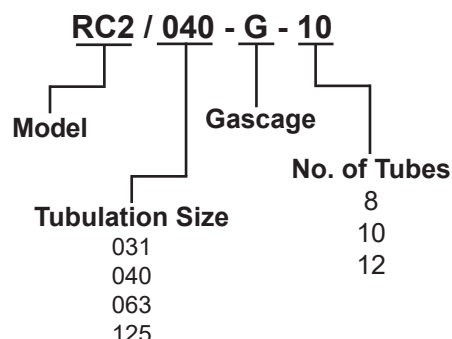 RC2 / 040 - G - 10
Model
Gascage
No. of Tubes
8
10
12
Tubulation Size
031
040
063
125